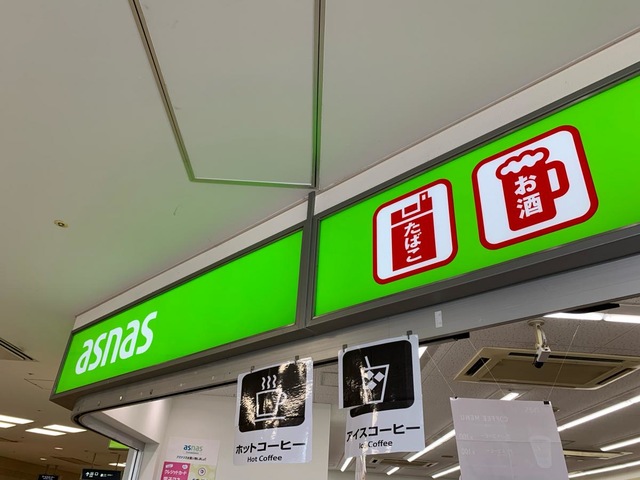 asnas
たばこ
お酒
ホットコーヒー
Hot Coffee
アイスコーヒー
Ice Coffee
asnas